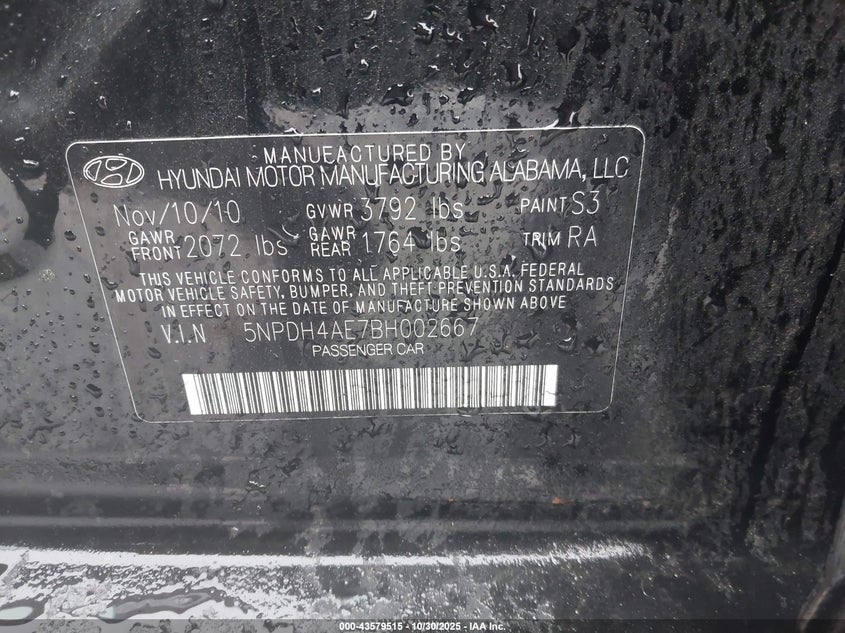 MANUFACTURED BY
HYUNDAI MOTOR MANUFACTURING ALABAMA, LLC
Nov/10/10 GVWR 3792 lbs PAINT S3
GAWR FRONT 2072 lbs GAWR REAR 1764 lbs TRIM RA
THIS VEHICLE CONFORMS TO ALL APPLICABLE U.S.A. FEDERAL
MOTOR VEHICLE SAFETY, BUMPER, AND THEFT PREVENTION STANDARDS
IN EFFECT ON THE DATE OF MANUFACTURE SHOWN ABOVE
V.I.N 5NPDH4AE7BH002667
PASSENGER CAR
000-43579515 - 10/30/2025 - IAA Inc.